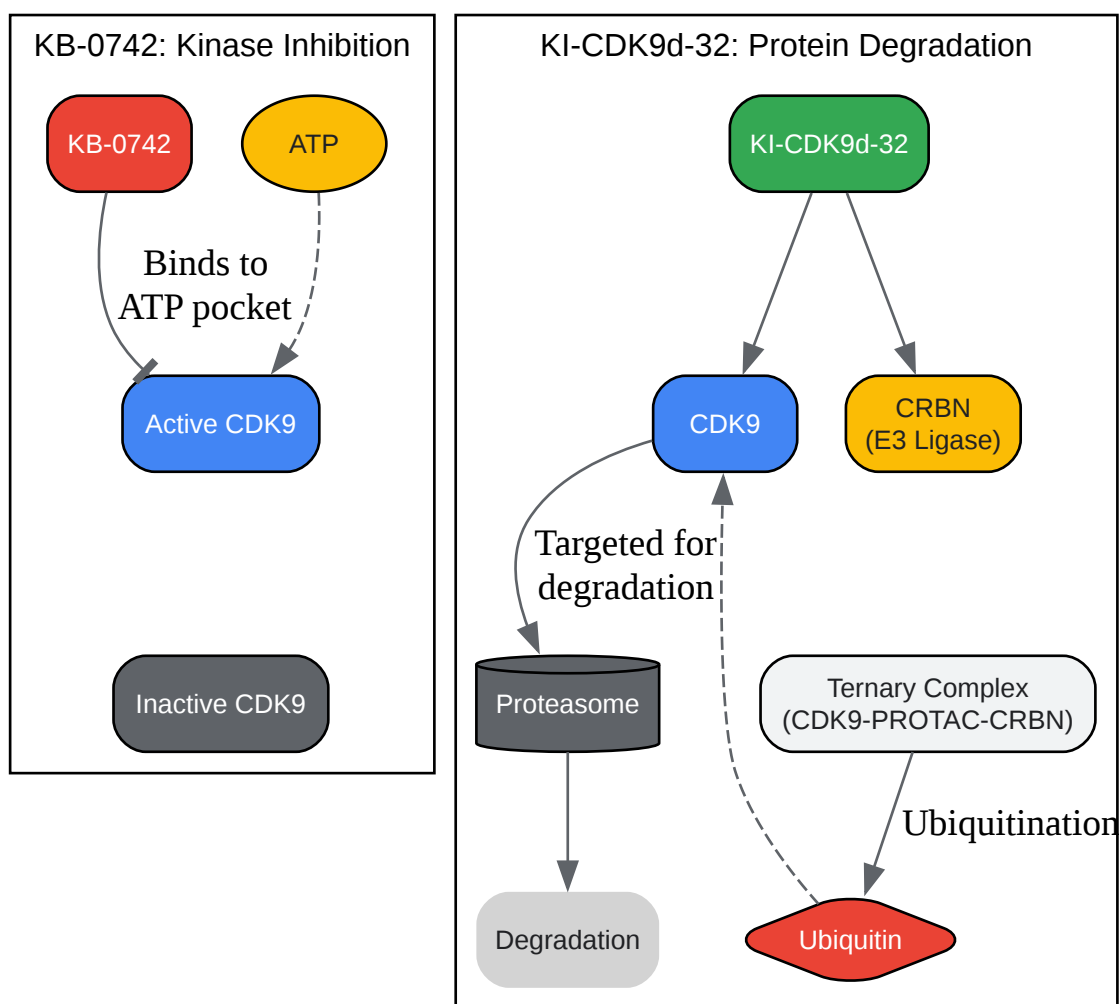 KB-0742: Kinase Inhibition
KB-0742
ATP
Binds to
ATP pocket
Active CDK9
Inactive CDK9
KI-CDK9d-32: Protein Degradation
KI-CDK9d-32
CDK9
CRBN
(E3 Ligase)
Targeted for
degradation
Proteasome
Ternary Complex
(CDK9-PROTAC-CRBN)
Ubiquitination
Degradation
Ubiquitin